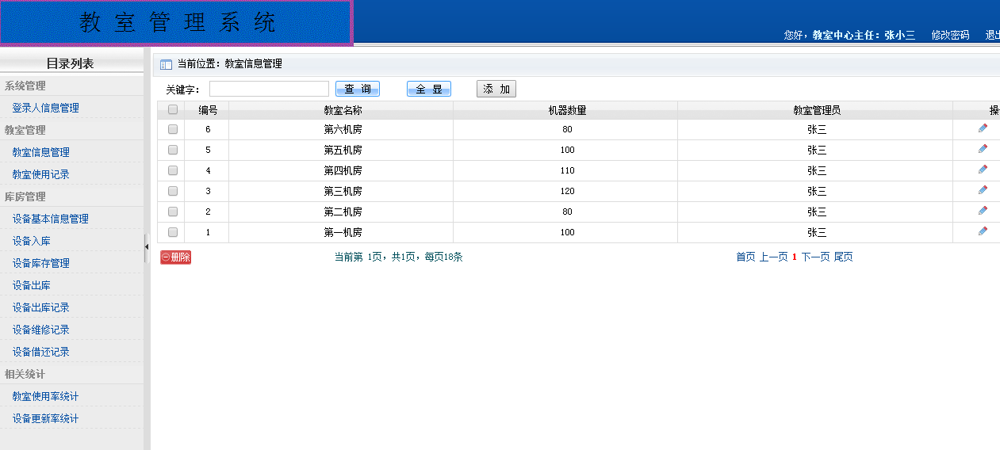 教室管理系统
您好，教室中心主任：张小三 修改密码 退出
目录列表
系统管理
登录人信息管理
教室管理
教室信息管理
教室使用记录
库房管理
设备基本信息管理
设备入库
设备库存管理
设备出库
设备出库记录
设备维修记录
设备借还记录
相关统计
教室使用率统计
设备更新率统计
当前位置：教室信息管理
关键字： 查 询 全 显 添 加
编号 教室名称 机器数量 教室管理员
6 第六机房 80 张三
5 第五机房 100 张三
4 第四机房 110 张三
3 第三机房 120 张三
2 第二机房 80 张三
1 第一机房 100 张三
删除 当前第 1页，共1页，每页18条 首页 上一页 1 下一页 尾页